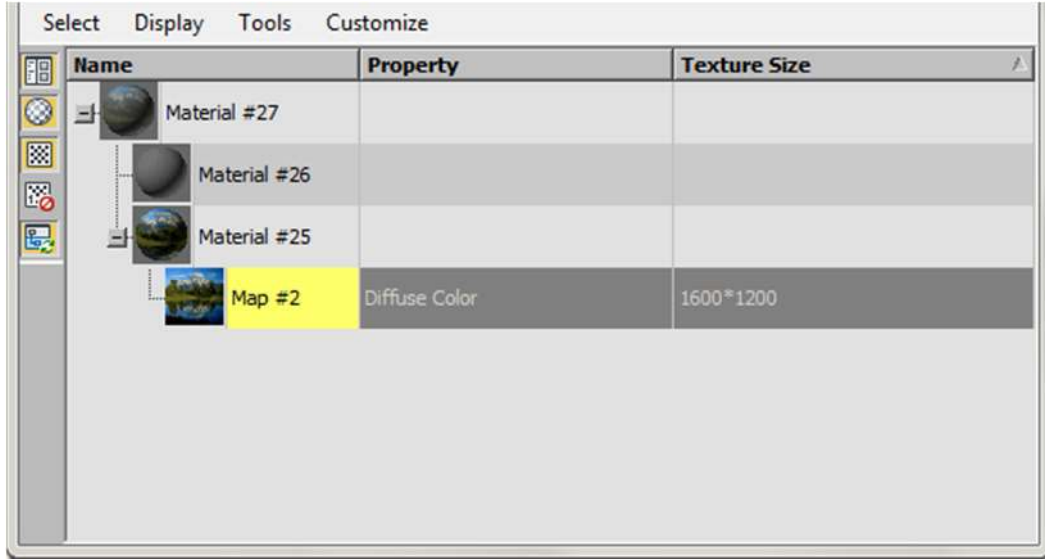 Select Display Tools Customize
Name Property Texture Size
Material #27
Material #26
Material #25
Map #2 Diffuse Color 1600*1200